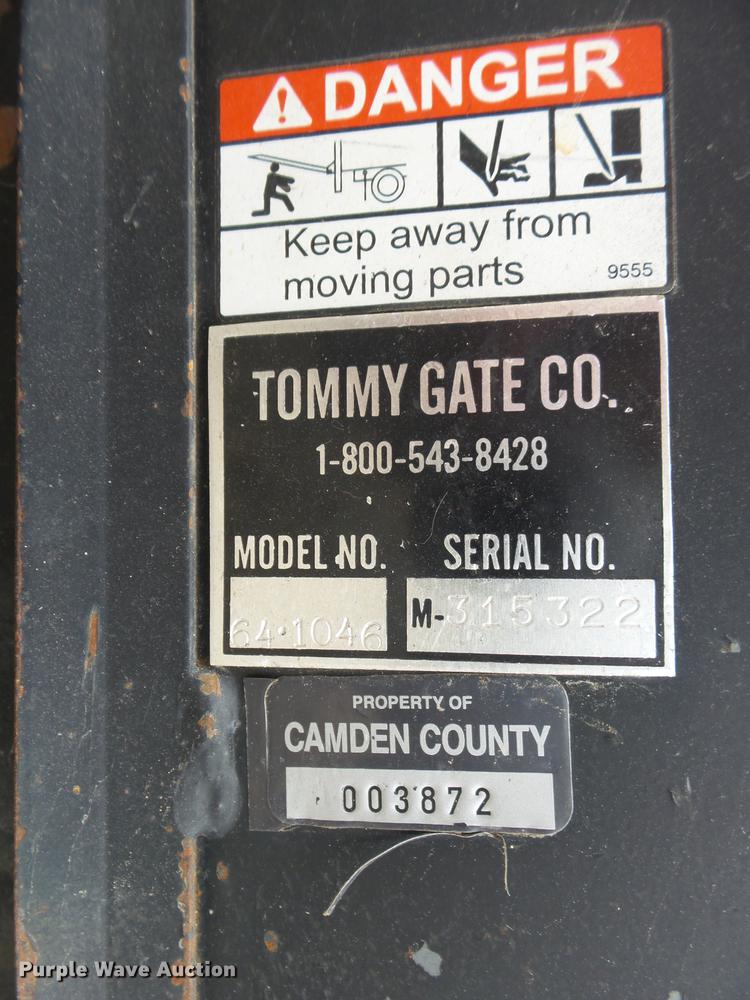 DANGER
Keep away from
moving parts
9555
TOMMY GATE CO.
1-800-543-8428
MODEL NO. SERIAL NO.
64·1046 M-315322
PROPERTY OF
CAMDEN COUNTY
003872
Purple Wave Auction